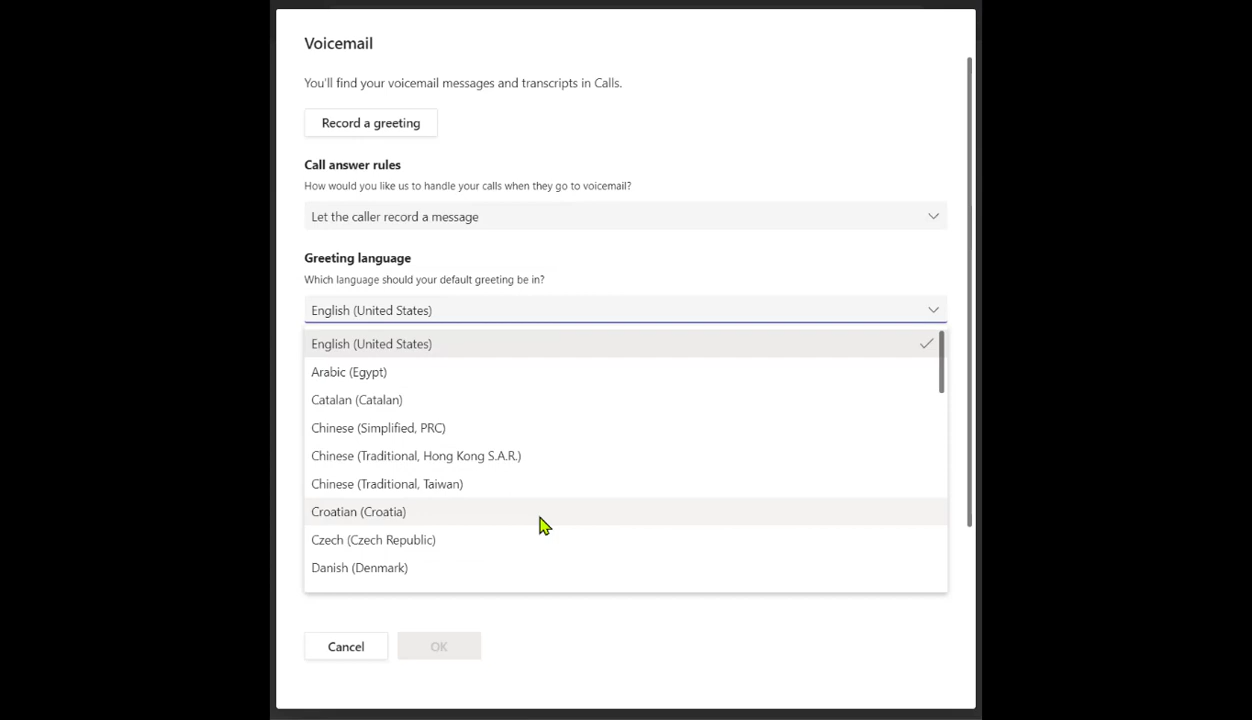 Voicemail
You'll find your voicemail messages and transcripts in Calls.
Record a greeting
Call answer rules
How would you like us to handle your calls when they go to voicemail?
Let the caller record a message
Greeting language
Which language should your default greeting be in?
English (United States)
English (United States)
Arabic (Egypt)
Catalan (Catalan)
Chinese (Simplified, PRC)
Chinese (Traditional, Hong Kong S.A.R.)
Chinese (Traditional, Taiwan)
Croatian (Croatia)
Czech (Czech Republic)
Danish (Denmark)
Cancel
OK